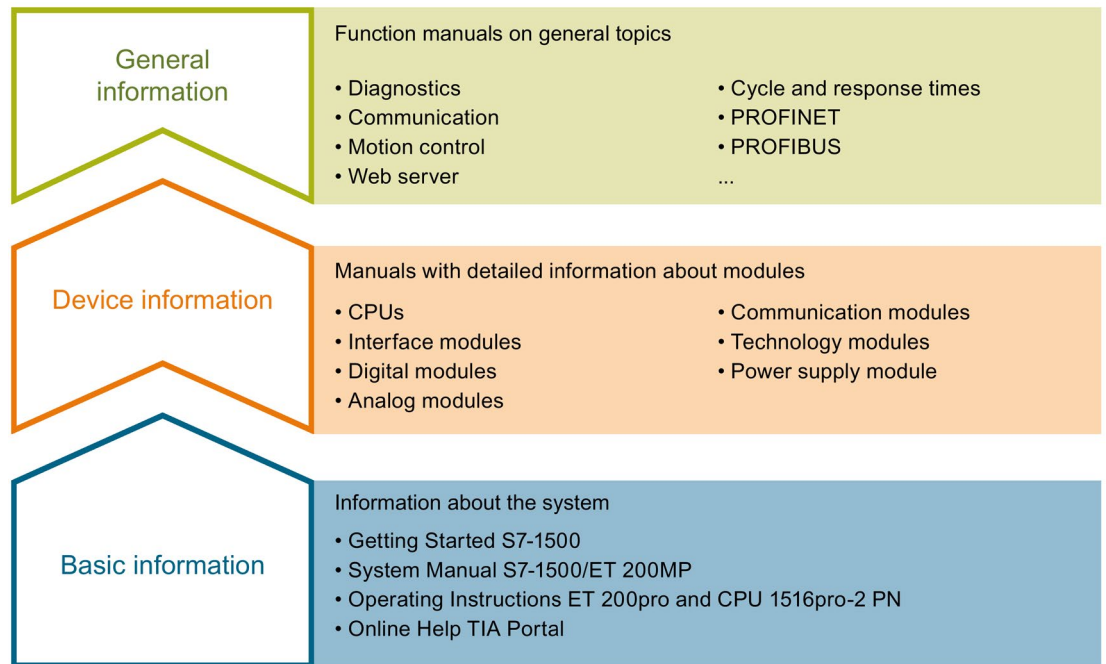 General
information
Function manuals on general topics
• Diagnostics
• Communication
• Motion control
• Web server
• Cycle and response times
• PROFINET
• PROFIBUS
...
Device information
Manuals with detailed information about modules
• CPUs
• Interface modules
• Digital modules
• Analog modules
• Communication modules
• Technology modules
• Power supply module
Basic information
Information about the system
• Getting Started S7-1500
• System Manual S7-1500/ET 200MP
• Operating Instructions ET 200pro and CPU 1516pro-2 PN
• Online Help TIA Portal